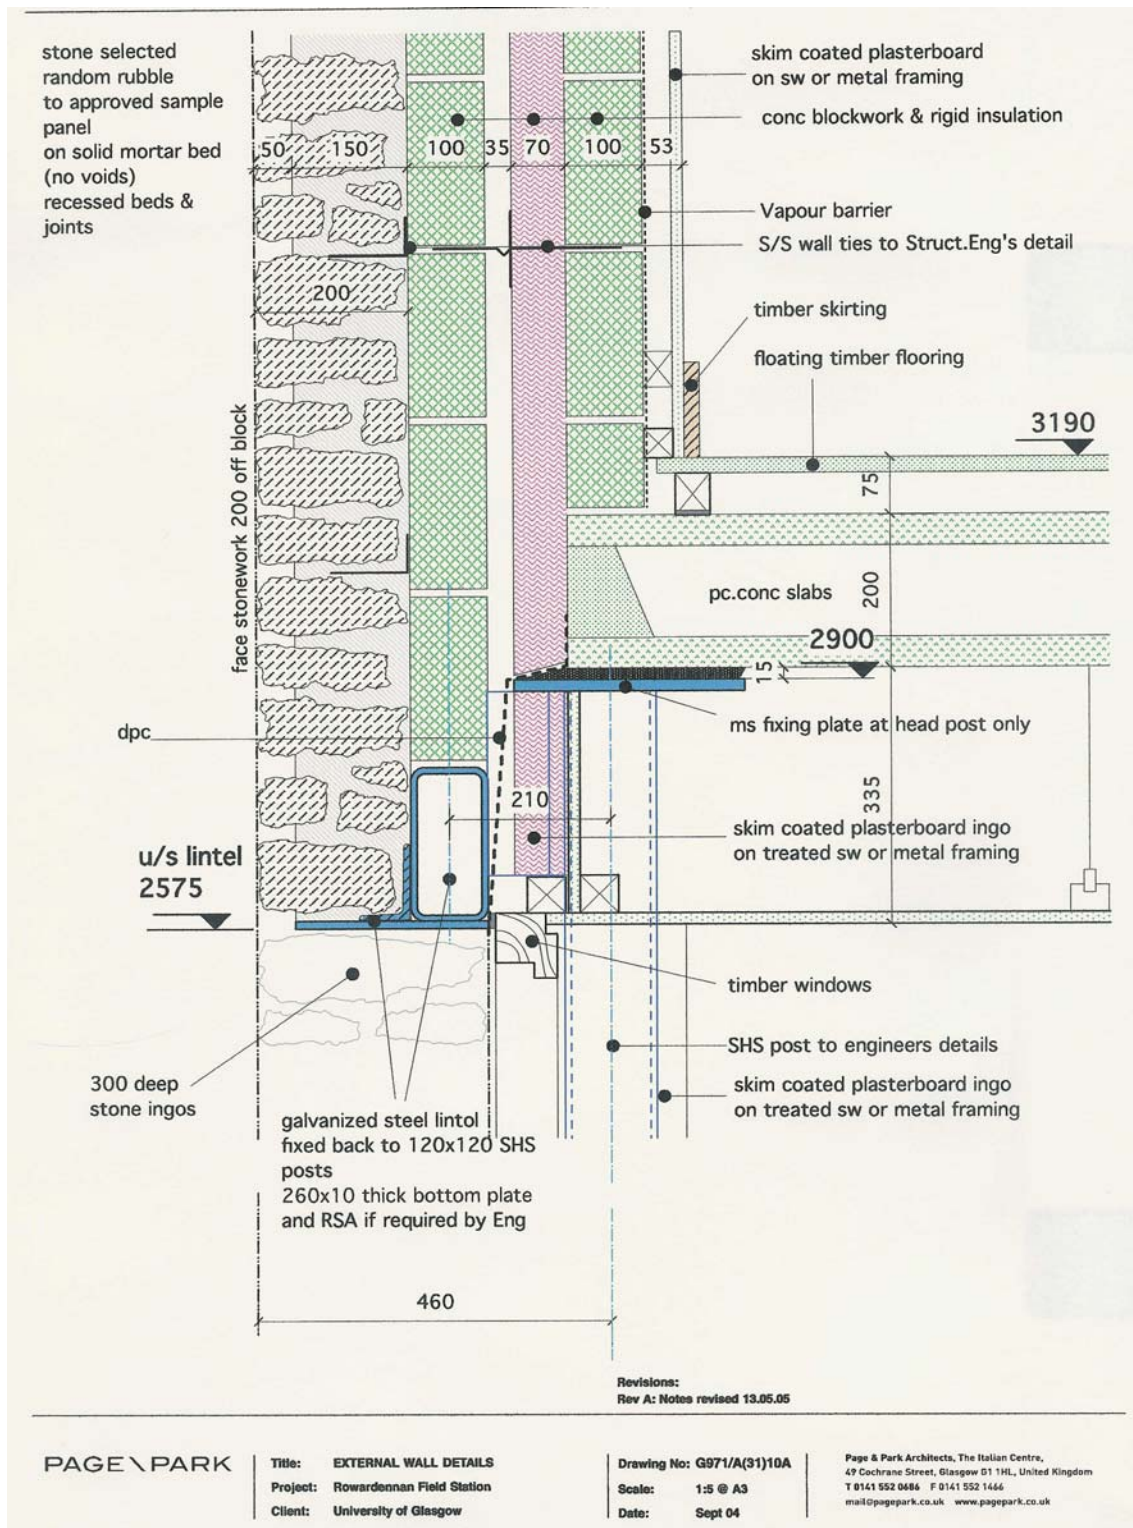 stone selected
random rubble
to approved sample
panel
on solid mortar bed
(no voids)
recessed beds &
joints
skim coated plasterboard
on sw or metal framing
conc blockwork & rigid insulation
50 150 100 35 70 100 53
Vapour barrier
S/S wall ties to Struct.Eng's detail
200
timber skirting
floating timber flooring
face stonework 200 off block
3190
75
pc.conc slabs
200
2900
15
ms fixing plate at head post only
dpc
335
210
skim coated plasterboard ingo
on treated sw or metal framing
u/s lintel
2575
timber windows
SHS post to engineers details
300 deep
stone ingos
skim coated plasterboard ingo
on treated sw or metal framing
galvanized steel lintol
fixed back to 120x120 SHS
posts
260x10 thick bottom plate
and RSA if required by Eng
460
Revisions:
Rev A: Notes revised 13.05.05
PAGE\PARK
Title: EXTERNAL WALL DETAILS
Project: Rowardennan Field Station
Client: University of Glasgow
Drawing No: G971/A(31)10A
Scale: 1:5 @ A3
Date: Sept 04
Page & Park Architects, The Italian Centre,
49 Cochrane Street, Glasgow G1 1HL, United Kingdom
T 0141 552 0686 F 0141 552 1466
mail@pagepark.co.uk www.pagepark.co.uk